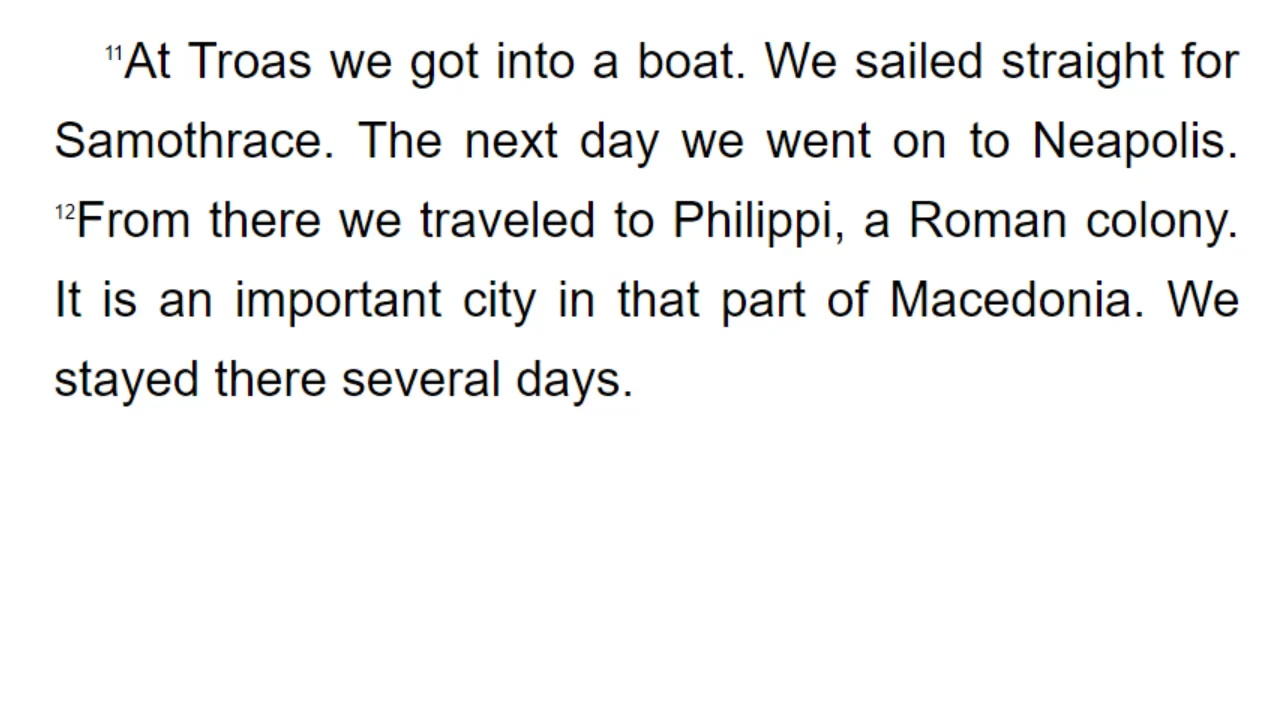 11At Troas we got into a boat. We sailed straight for
Samothrace. The next day we went on to Neapolis.
12From there we traveled to Philippi, a Roman colony.
It is an important city in that part of Macedonia. We
stayed there several days.